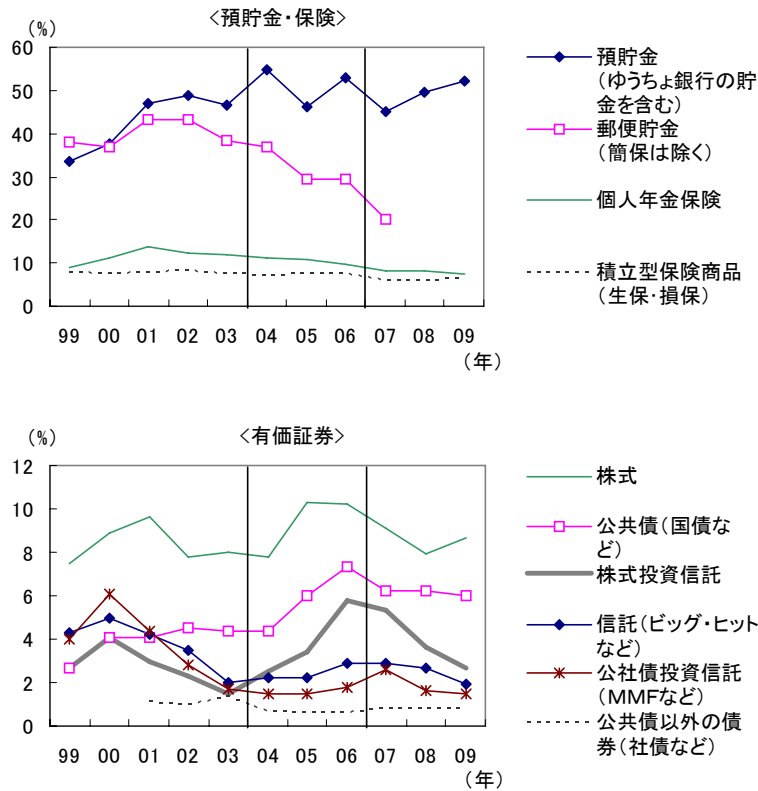 <預貯金・保険>
(%)
60
50
40
30
20
10
0
99 00 01 02 03 04 05 06 07 08 09
(年)
預貯金
(ゆうちょ銀行の貯
金を含む)
郵便貯金
(簡保は除く)
個人年金保険
積立型保険商品
(生保・損保)
<有価証券>
(%)
12
10
8
6
4
2
0
99 00 01 02 03 04 05 06 07 08 09
(年)
株式
公共債(国債な
ど)
株式投資信託
信託(ビッグ・ヒット
など)
公社債投資信託
(MMFなど)
公共債以外の債
券(社債など)